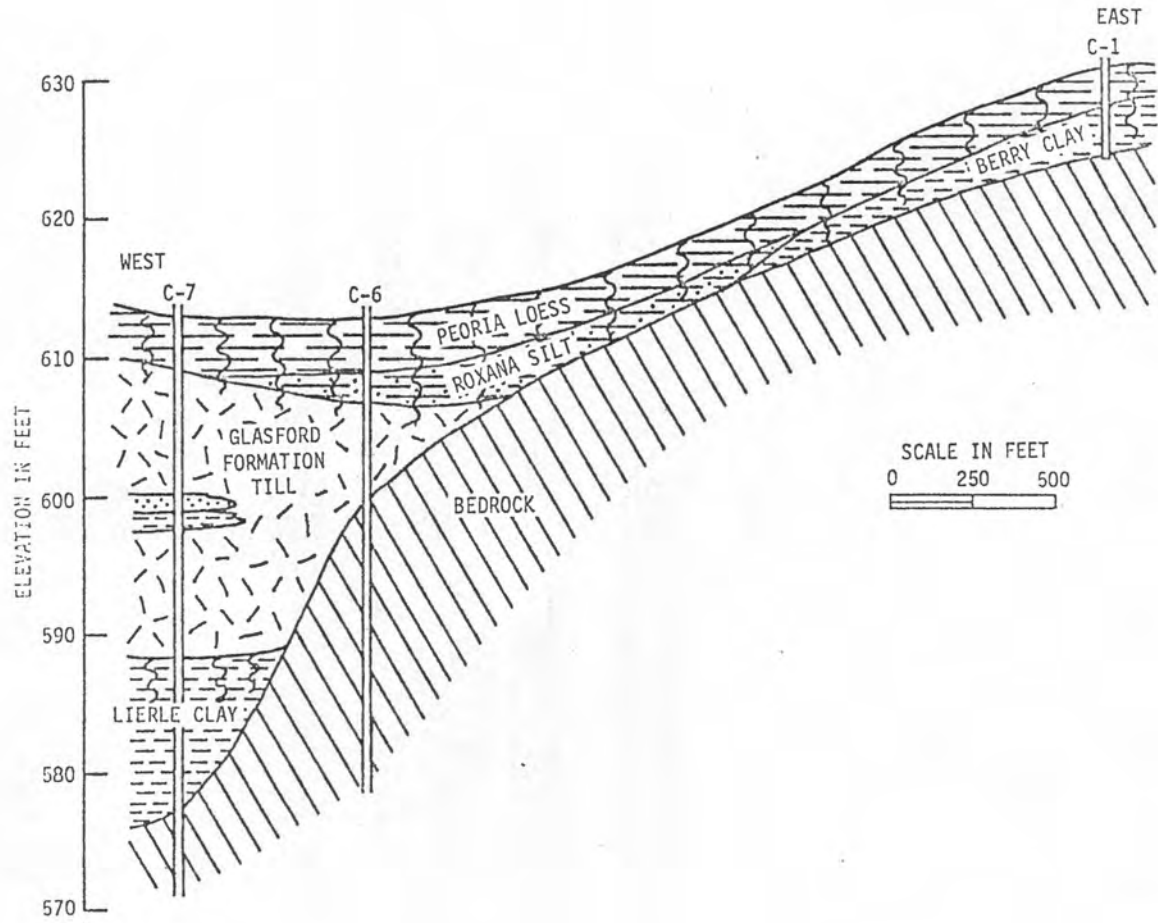 EAST
C-1
630
BERRY CLAY
620
WEST
C-7
C-6
PEORIA LOESS
610
ROXANA SILT
GLASFORD
FORMATION
TILL
SCALE IN FEET
0 250 500
600
BEDROCK
ELEVATION IN FEET
590
LIERLE CLAY
580
570